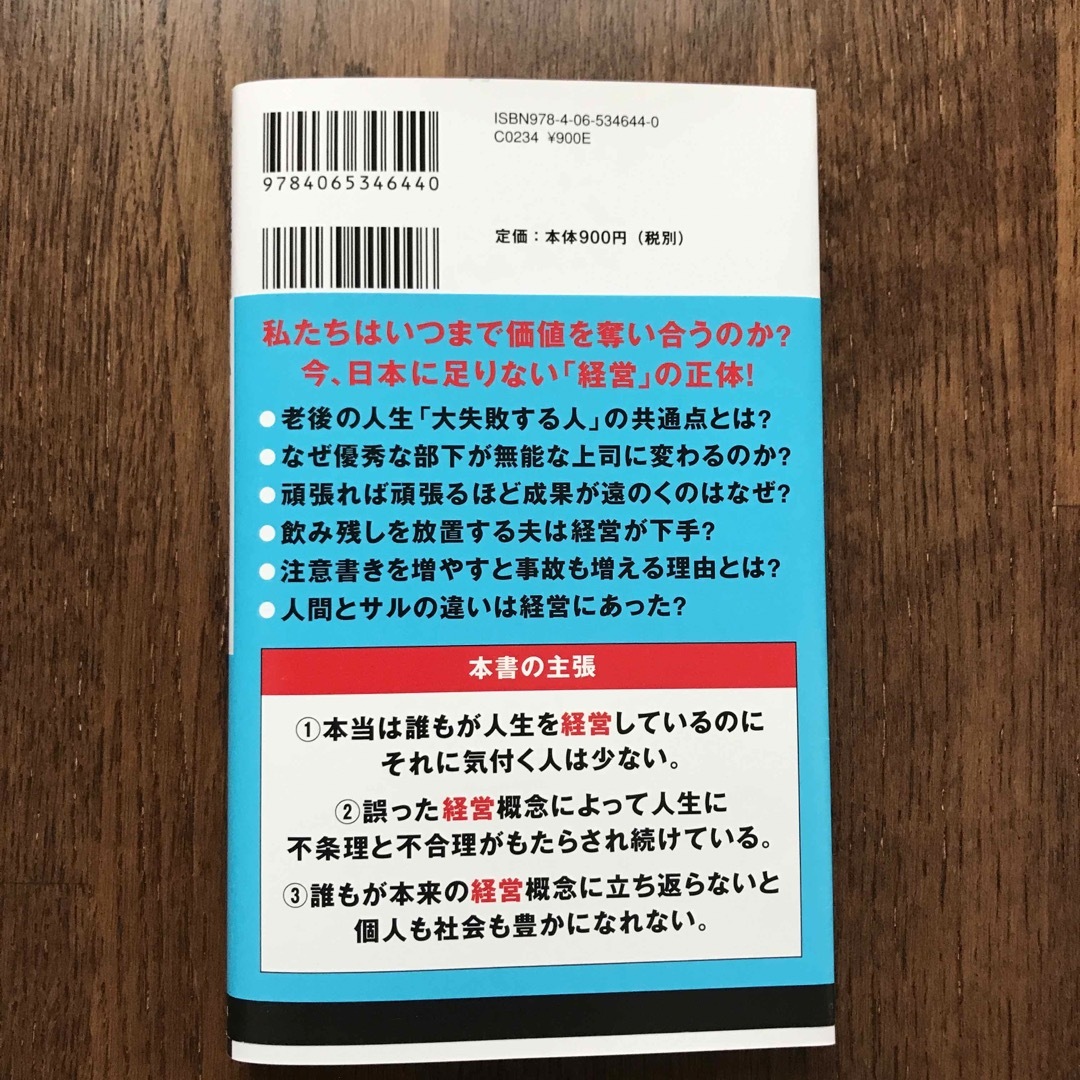 ISBN978-4-06-534644-0
C0234 ¥900E
9784065346440
定価：本体900円（税別）
私たちはいつまで価値を奪い合うのか？
今、日本に足りない「経営」の正体！
●老後の人生「大失敗する人」の共通点とは？
●なぜ優秀な部下が無能な上司に変わるのか？
●頑張れば頑張るほど成果が遠のくのはなぜ？
●飲み残しを放置する夫は経営が下手？
●注意書きを増やすと事故も増える理由とは？
●人間とサルの違いは経営にあった？
本書の主張
①本当は誰もが人生を経営しているのに
それに気付く人は少ない。
②誤った経営概念によって人生に
不条理と不合理がもたらされ続けている。
③誰もが本来の経営概念に立ち返らないと
個人も社会も豊かになれない。